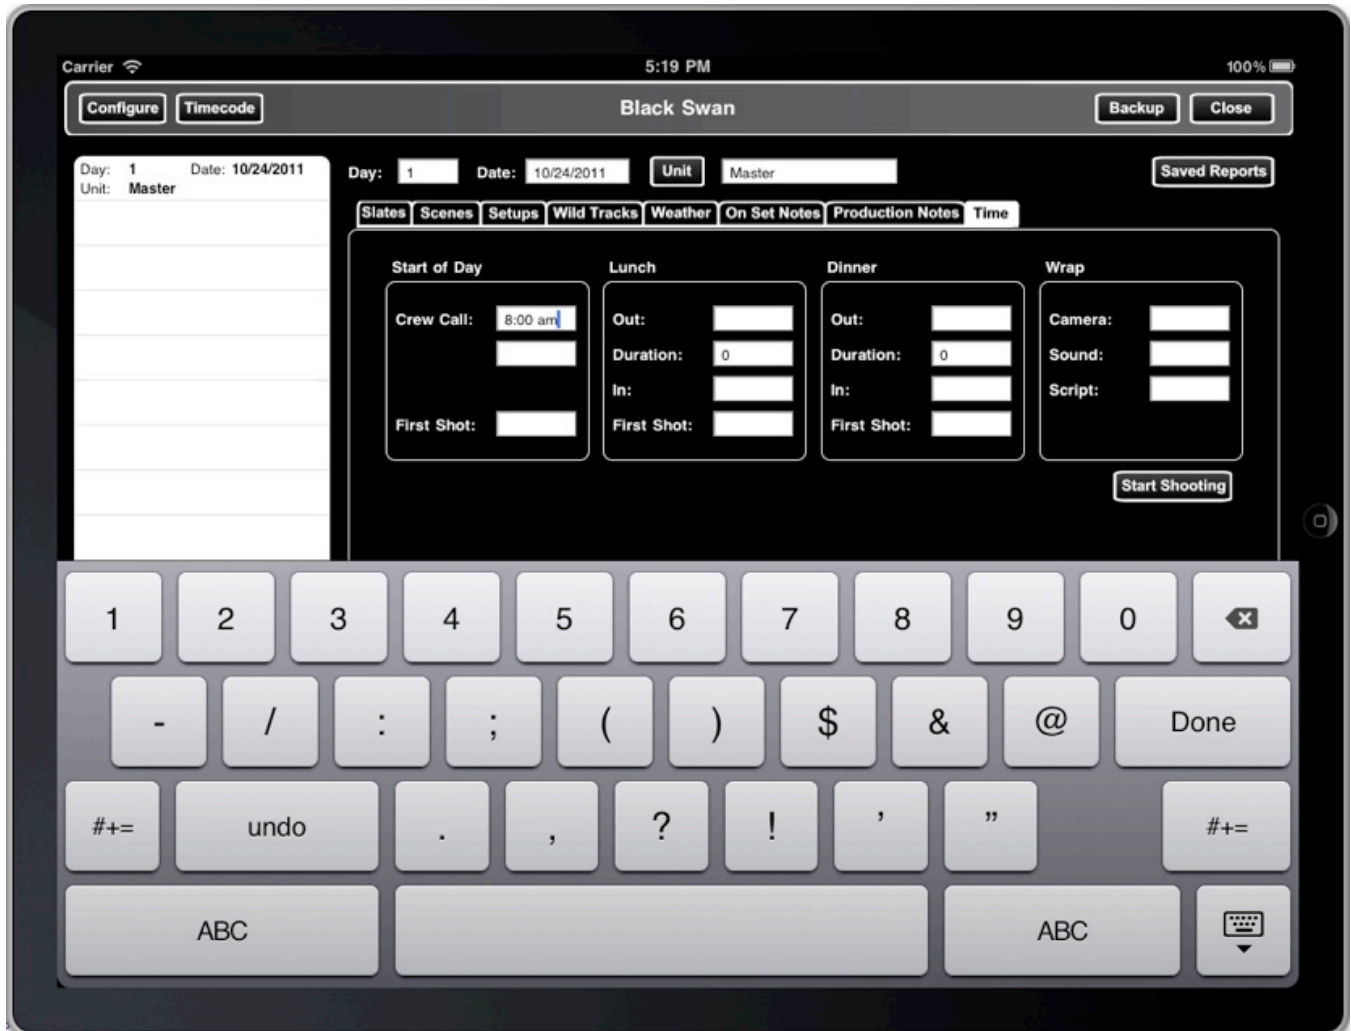 Carrier 5:19 PM 100%
Configure Timecode Black Swan Backup Close
Day: 1 Date: 10/24/2011
Unit: Master
Day: 1 Date: 10/24/2011 Unit Master Saved Reports
Slates Scenes Setups Wild Tracks Weather On Set Notes Production Notes Time
Start of Day Lunch Dinner Wrap
Crew Call: 8:00 am Out: Out: Camera:
Duration: 0 Duration: 0 Sound:
In: In: Script:
First Shot: First Shot: First Shot:
Start Shooting
1 2 3 4 5 6 7 8 9 0
- / : ; ( ) $ & @ Done
#+= undo . , ? ! ’ ” #+=
ABC ABC